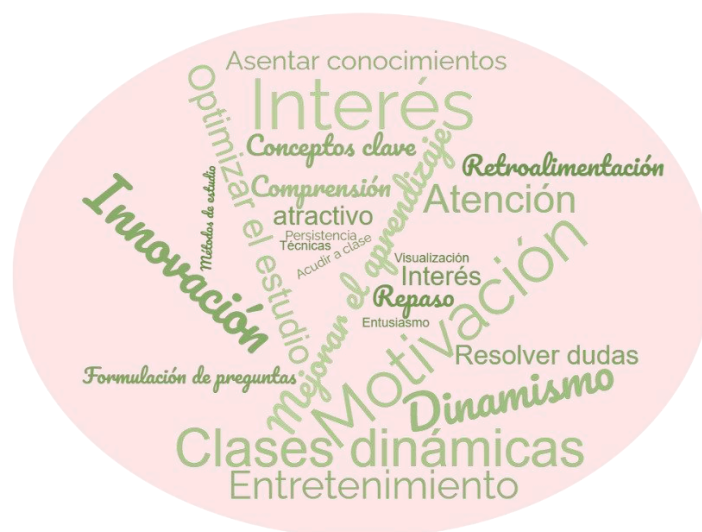 Asentar conocimientos
Interés
Optimizar el estudio
Conceptos clave
Mejorar el aprendizaje
Retroalimentación
Métodos de estudio
Comprensión
Atención
Innovación
atractivo
Persistencia
Técnicas
Acudir a clase
Visualización
Interés
Motivación
Repaso
Entusiasmo
Resolver dudas
Formulación de preguntas
Dinamismo
Clases dinámicas
Entretenimiento